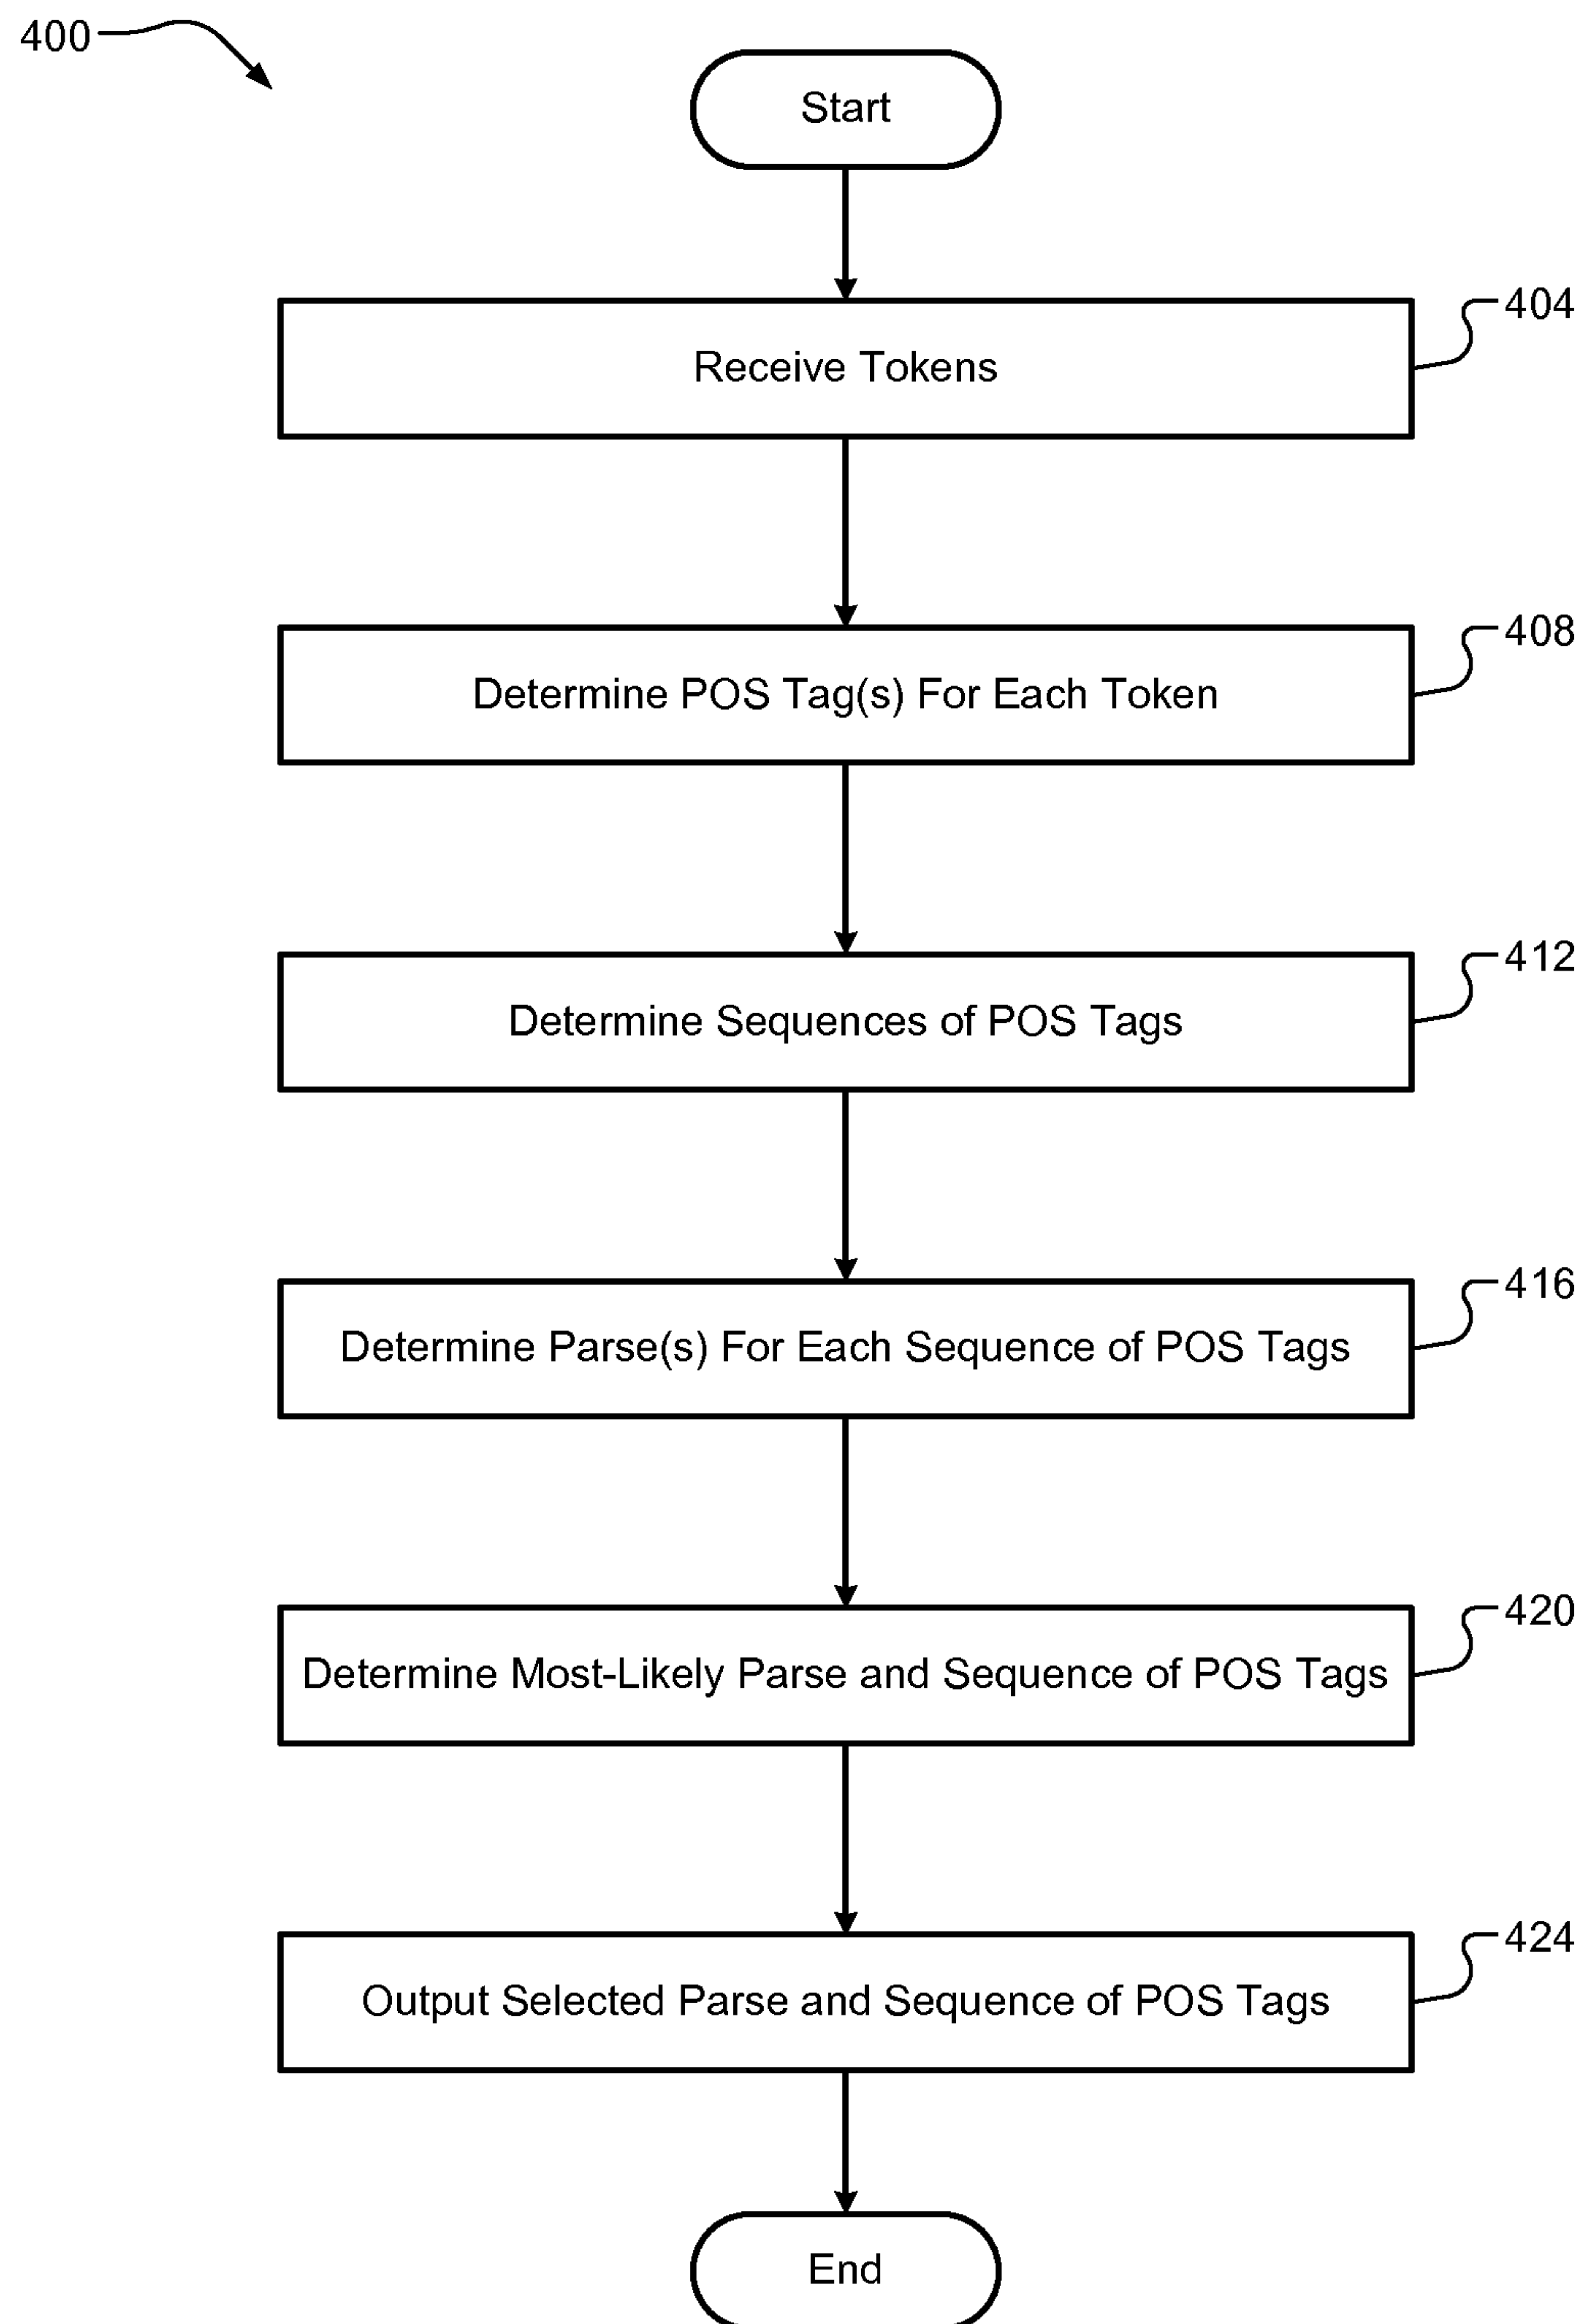 400
Start
404
Receive Tokens
408
Determine POS Tag(s) For Each Token
412
Determine Sequences of POS Tags
416
Determine Parse(s) For Each Sequence of POS Tags
420
Determine Most-Likely Parse and Sequence of POS Tags
424
Output Selected Parse and Sequence of POS Tags
End